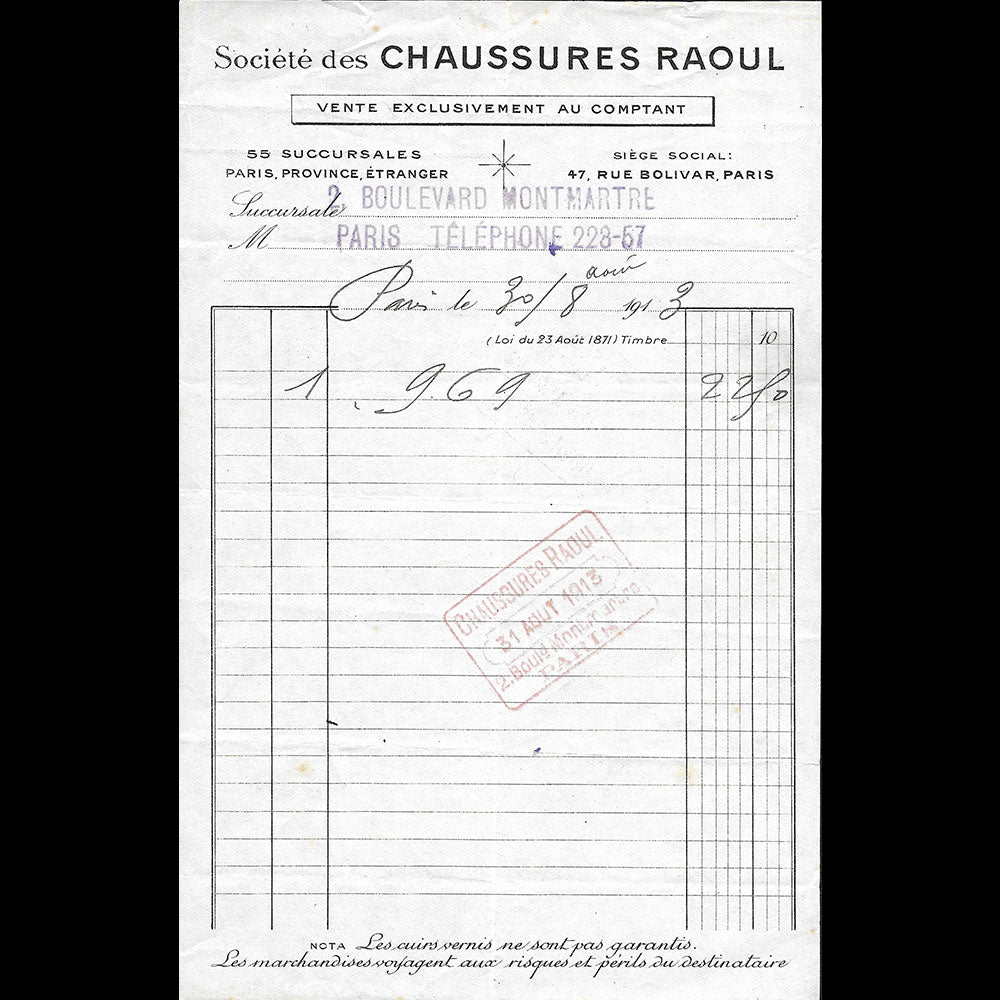 Société des CHAUSSURES RAOUL
VENTE EXCLUSIVEMENT AU COMPTANT
55 SUCCURSALES
PARIS, PROVINCE, ÉTRANGER
SIÈGE SOCIAL:
47, RUE BOLIVAR, PARIS
Succursale 2, BOULEVARD MONTMARTRE
M PARIS TÉLÉPHONE 228-57
août
Paris le 30/8 1913
(Loi du 23 Août 1871) Timbre 10
1 . 969 22 50
CHAUSSURES RAOUL
31 AOUT 1913
2. Bould Montmartre
PARIS
NOTA Les cuirs vernis ne sont pas garantis.
Les marchandises voyagent aux risques et périls du destinataire